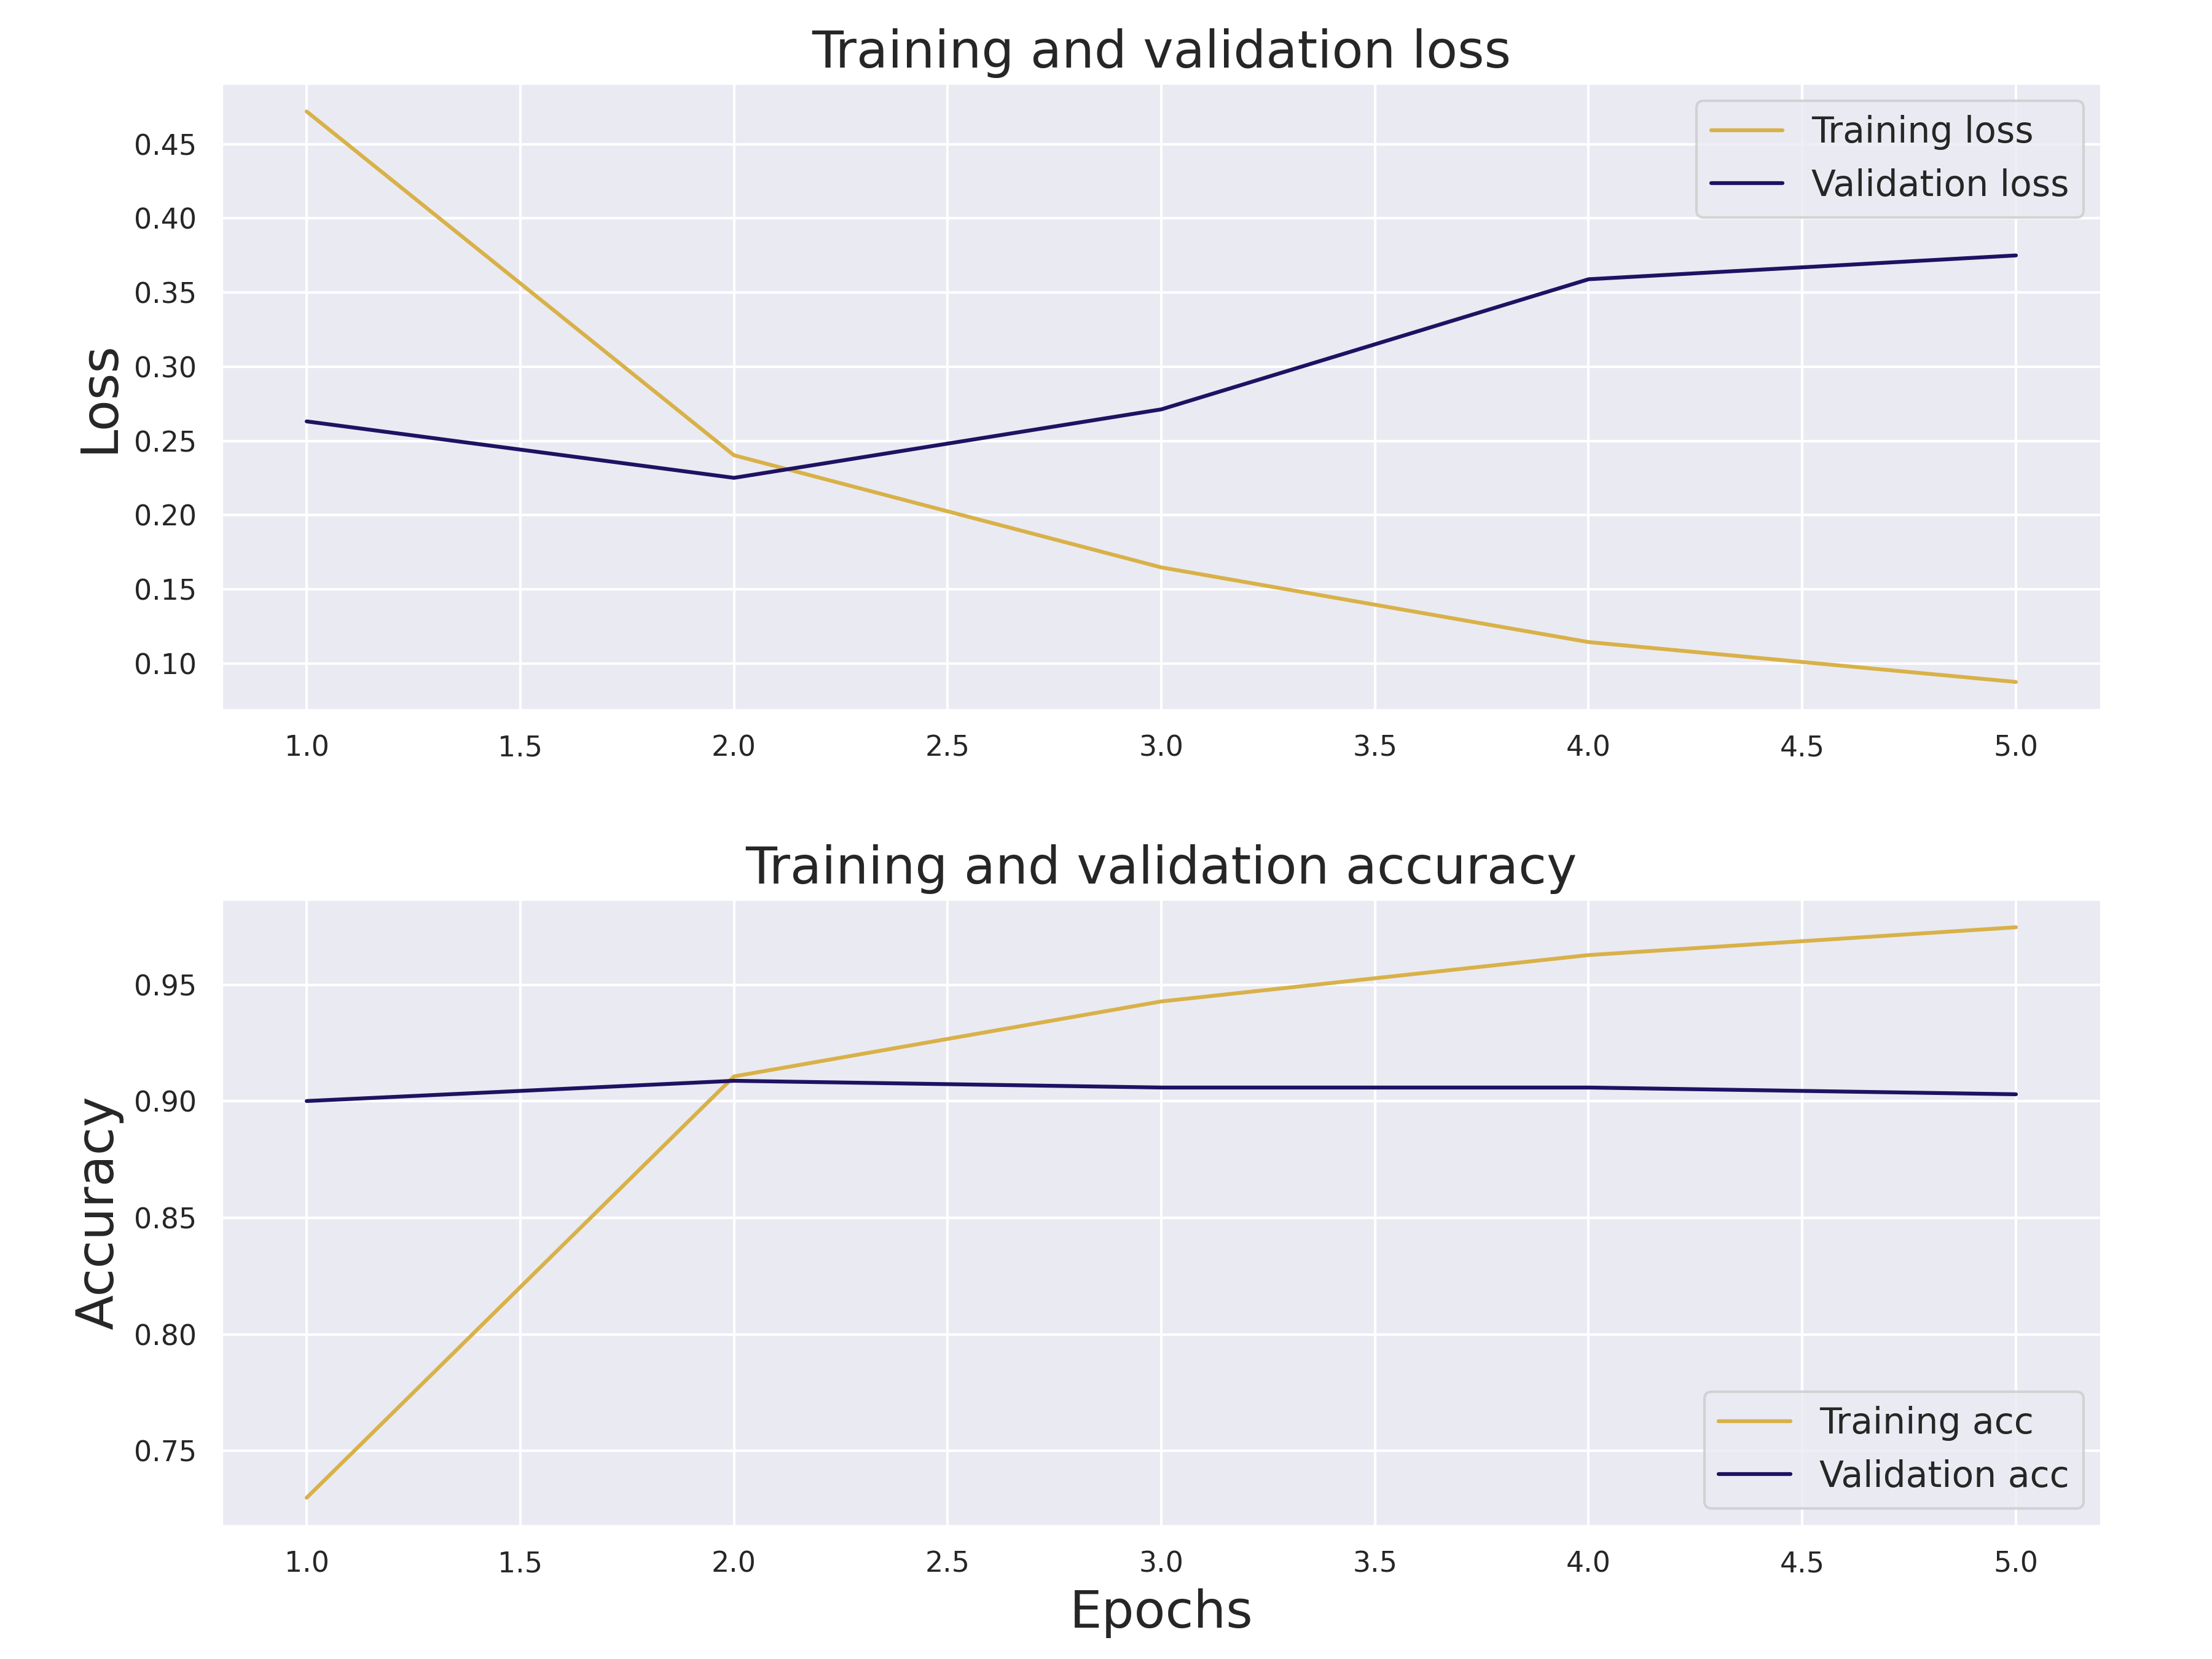 Training and validation loss
Training loss
Validation loss
Loss
0.45
0.40
0.35
0.30
0.25
0.20
0.15
0.10
1.0 1.5 2.0 2.5 3.0 3.5 4.0 4.5 5.0
Training and validation accuracy
Accuracy
0.95
0.90
0.85
0.80
0.75
Training acc
Validation acc
1.0 1.5 2.0 2.5 3.0 3.5 4.0 4.5 5.0
Epochs